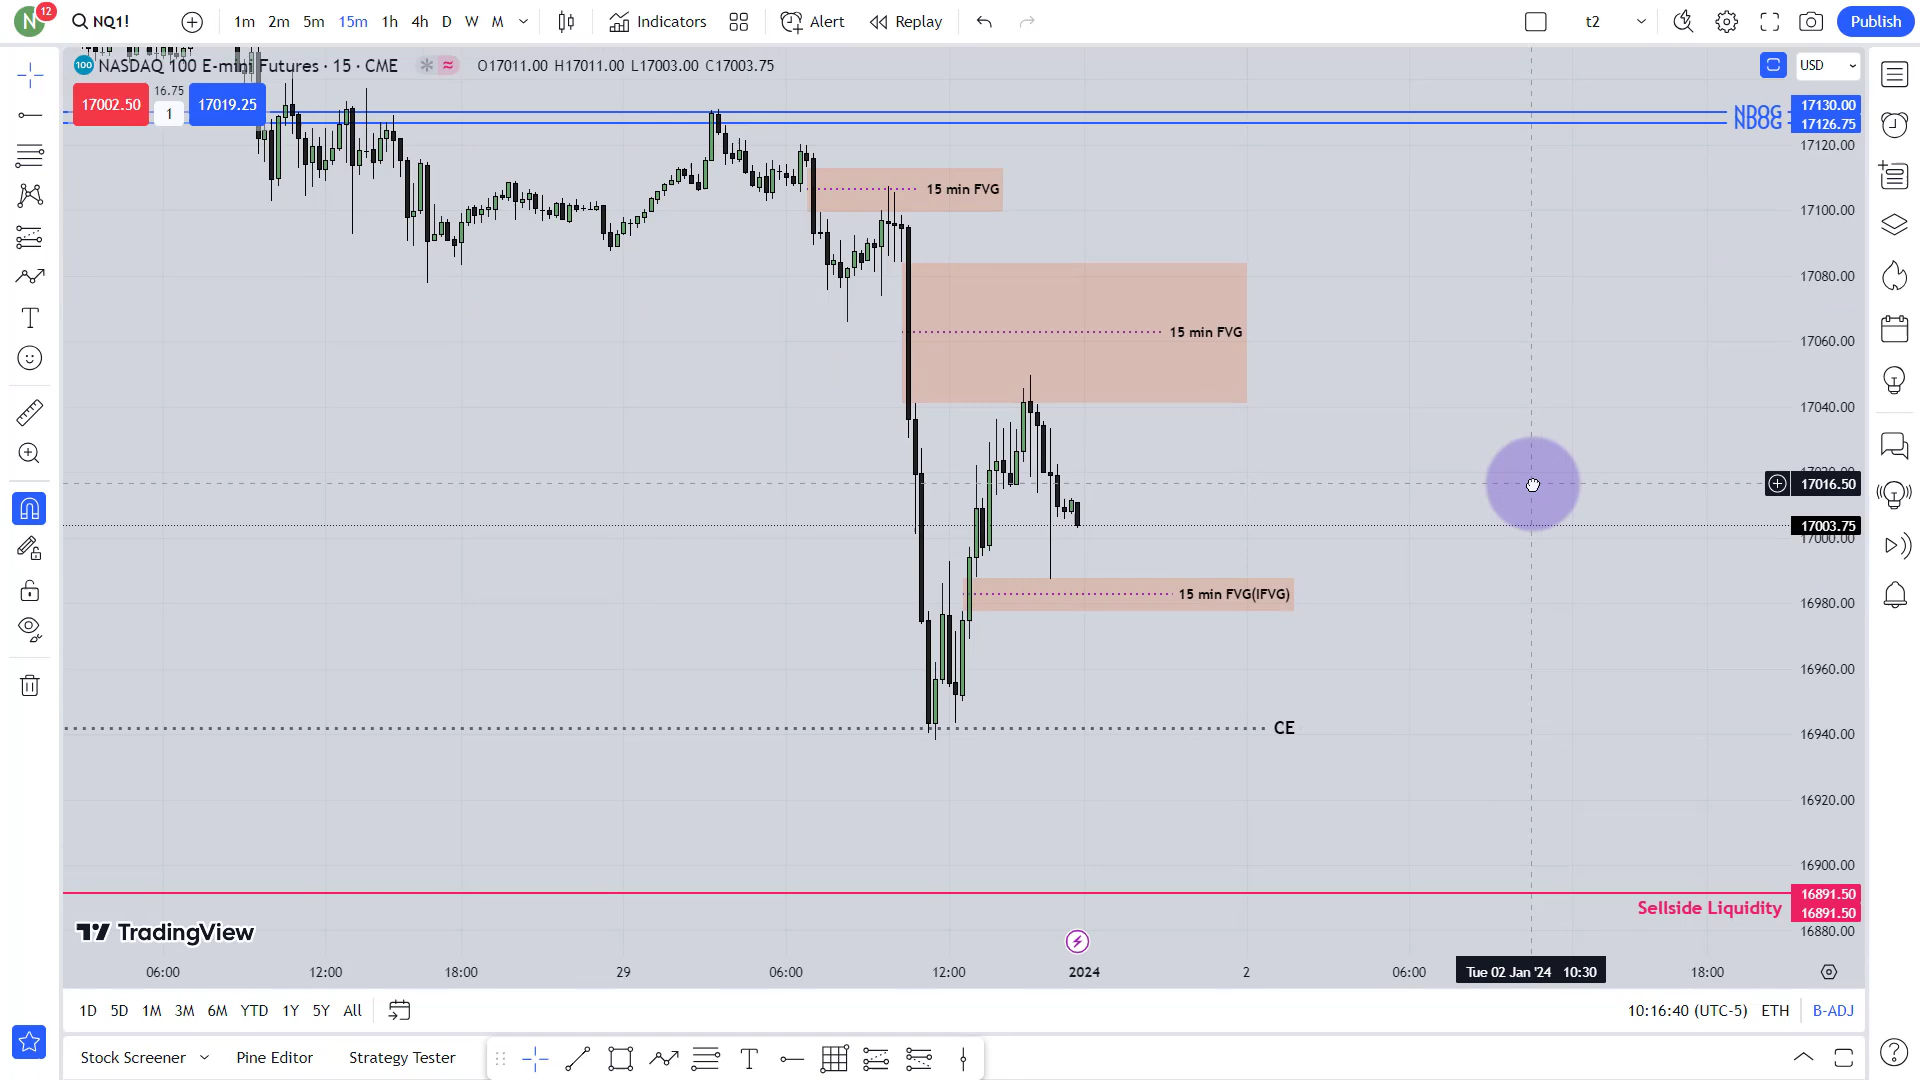 N 12 NQ1! 1m 2m 5m 15m 1h 4h D W M Indicators Alert Replay t2 Publish
100 NASDAQ 100 E-mini Futures · 15 · CME O17011.00 H17011.00 L17003.00 C17003.75 USD
17002.50 16.75 1 17019.25
NDOG 17130.00
NDOG 17126.75
17120.00
15 min FVG
17100.00
17080.00
15 min FVG
17060.00
17040.00
17016.50
17003.75
17000.00
15 min FVG(IFVG)
16980.00
16960.00
CE
16940.00
16920.00
16900.00
16891.50
Sellside Liquidity 16891.50
16880.00
TradingView
06:00 12:00 18:00 29 06:00 12:00 2024 2 06:00 Tue 02 Jan '24 10:30 18:00
1D 5D 1M 3M 6M YTD 1Y 5Y All 10:16:40 (UTC-5) ETH B-ADJ
Stock Screener Pine Editor Strategy Tester